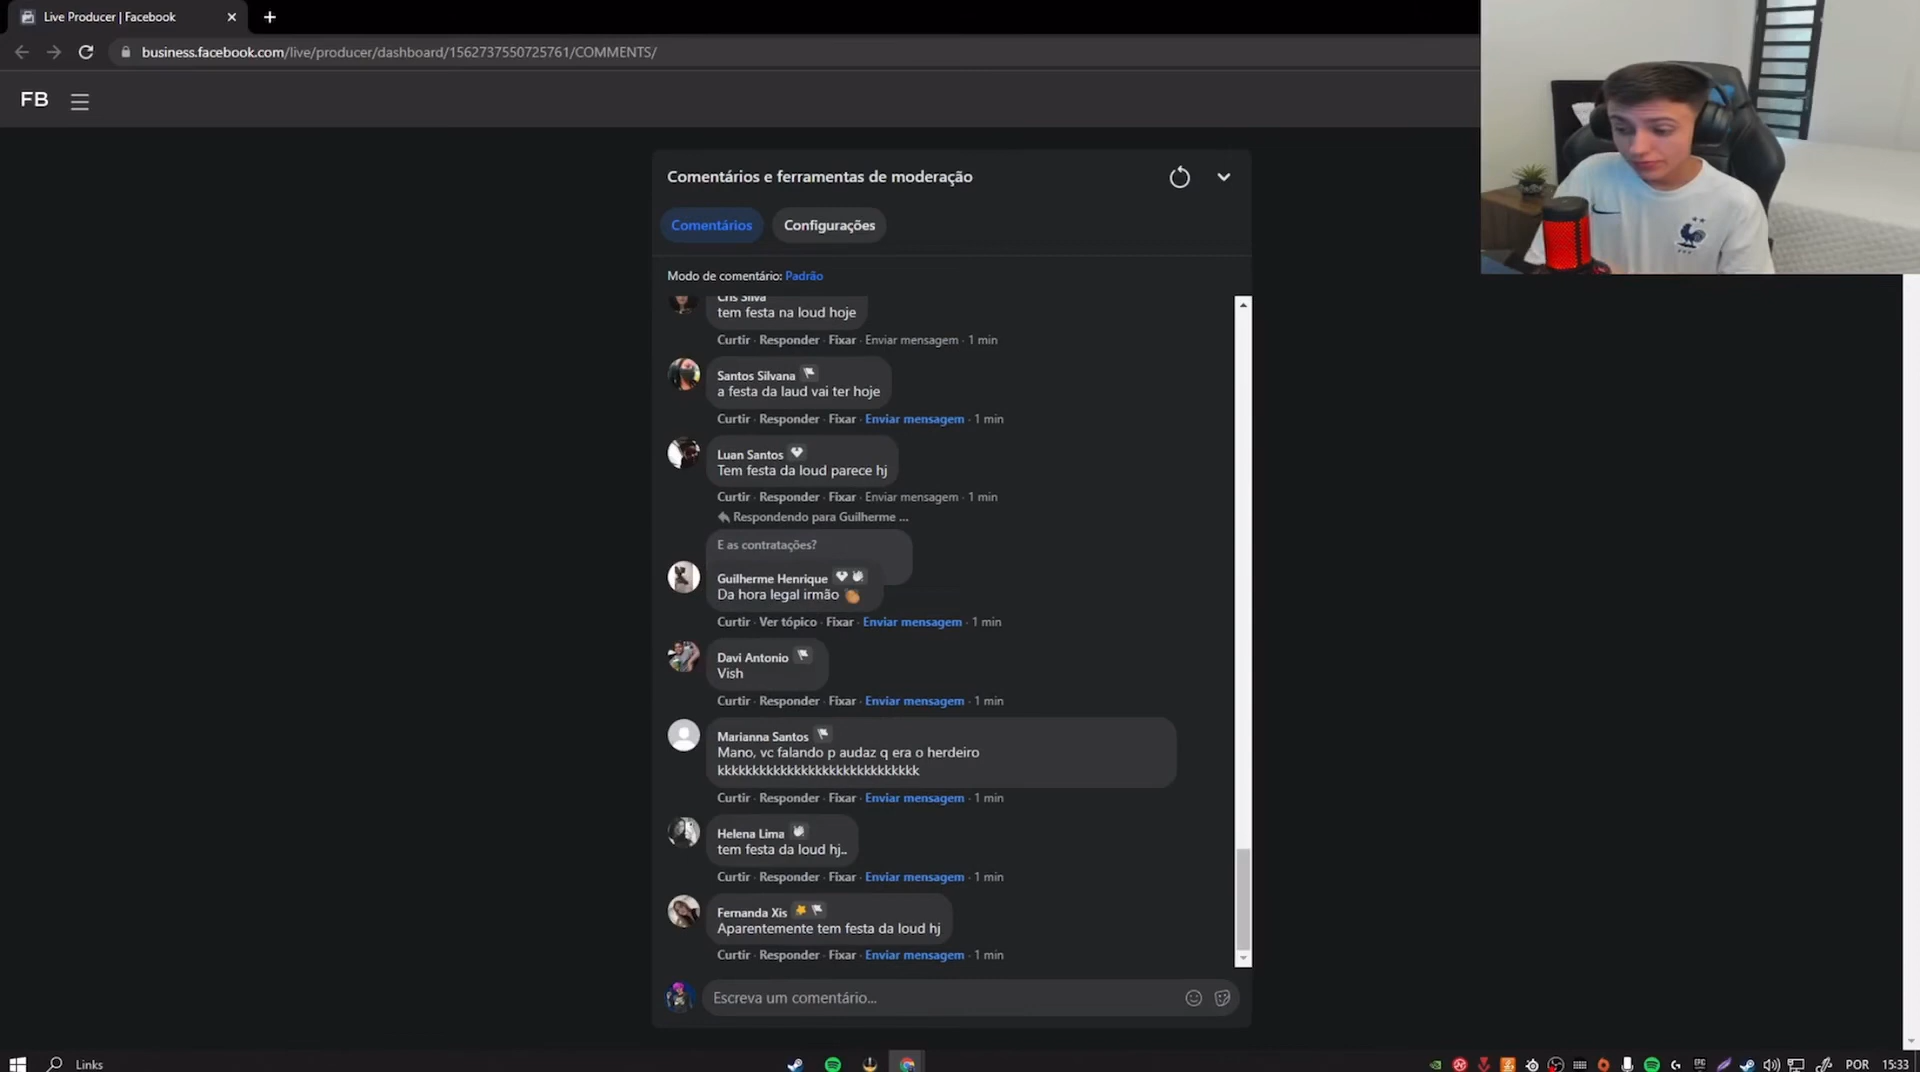 Live Producer | Facebook
business.facebook.com/live/producer/dashboard/1562737550725761/COMMENTS/
FB
Comentários e ferramentas de moderação
Comentários
Configurações
Modo de comentário: Padrão
Cris Silva
tem festa na loud hoje
Curtir · Responder · Fixar · Enviar mensagem · 1 min
Santos Silvana
a festa da laud vai ter hoje
Curtir · Responder · Fixar · Enviar mensagem · 1 min
Luan Santos
Tem festa da loud parece hj
Curtir · Responder · Fixar · Enviar mensagem · 1 min
Respondendo para Guilherme ...
E as contratações?
Guilherme Henrique
Da hora legal irmão 👏🏽
Curtir · Ver tópico · Fixar · Enviar mensagem · 1 min
Davi Antonio
Vish
Curtir · Responder · Fixar · Enviar mensagem · 1 min
Marianna Santos
Mano, vc falando p audaz q era o herdeiro
kkkkkkkkkkkkkkkkkkkkkkkkkkkkk
Curtir · Responder · Fixar · Enviar mensagem · 1 min
Helena Lima
tem festa da loud hj..
Curtir · Responder · Fixar · Enviar mensagem · 1 min
Fernanda Xis
Aparentemente tem festa da loud hj
Curtir · Responder · Fixar · Enviar mensagem · 1 min
Escreva um comentário...
Links
POR
15:33